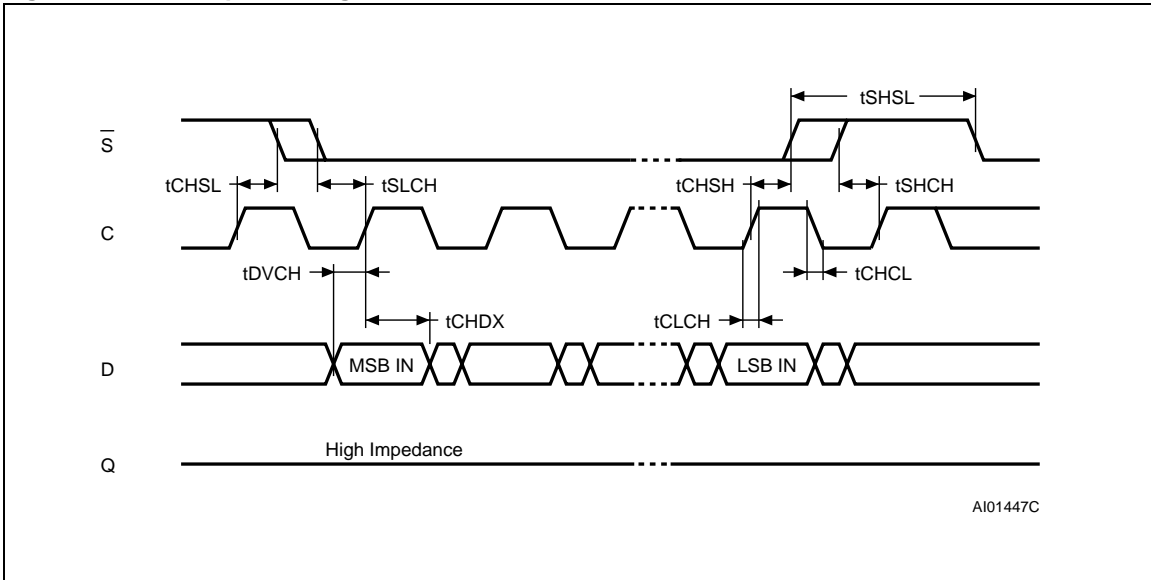 tSHSL
S̅
tCHSL
tSLCH
tCHSH
tSHCH
C
tDVCH
tCHCL
tCHDX
tCLCH
D
MSB IN
LSB IN
High Impedance
Q
AI01447C